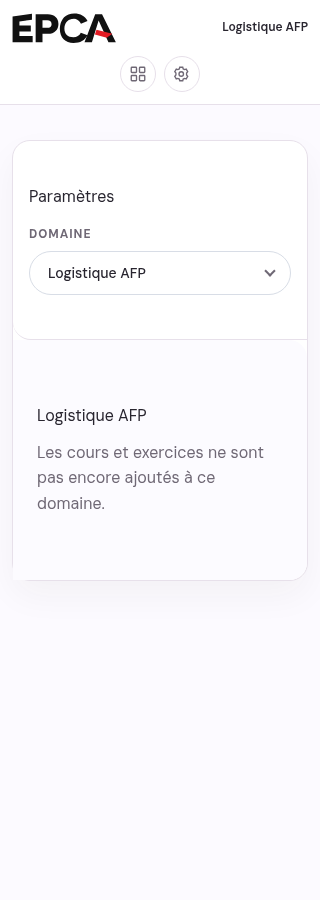 EPCA
Logistique AFP
Paramètres
DOMAINE
Logistique AFP
Logistique AFP
Les cours et exercices ne sont
pas encore ajoutés à ce
domaine.